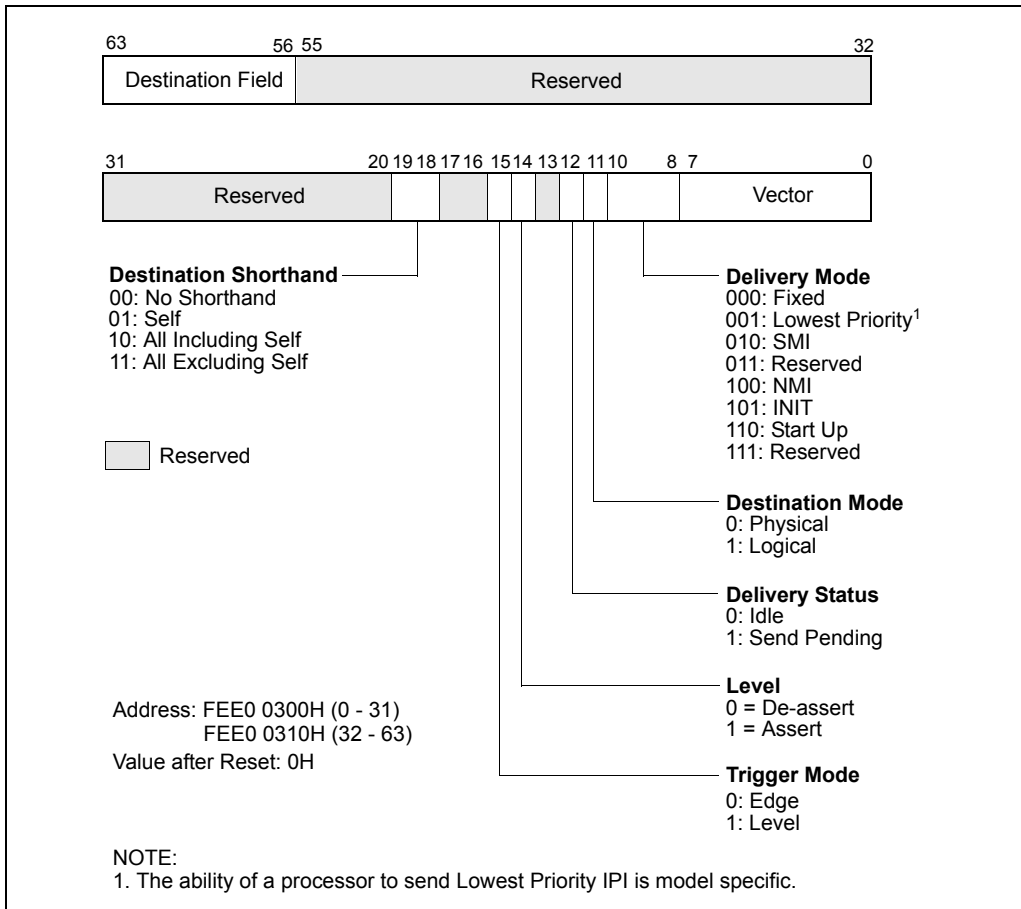 63 56 55 32
Destination Field Reserved
31 20 19 18 17 16 15 14 13 12 11 10 8 7 0
Reserved Vector
Destination Shorthand
00: No Shorthand
01: Self
10: All Including Self
11: All Excluding Self
Reserved
Delivery Mode
000: Fixed
001: Lowest Priority1
010: SMI
011: Reserved
100: NMI
101: INIT
110: Start Up
111: Reserved
Destination Mode
0: Physical
1: Logical
Delivery Status
0: Idle
1: Send Pending
Level
0 = De-assert
1 = Assert
Address: FEE0 0300H (0 - 31)
FEE0 0310H (32 - 63)
Value after Reset: 0H
Trigger Mode
0: Edge
1: Level
NOTE:
1. The ability of a processor to send Lowest Priority IPI is model specific.